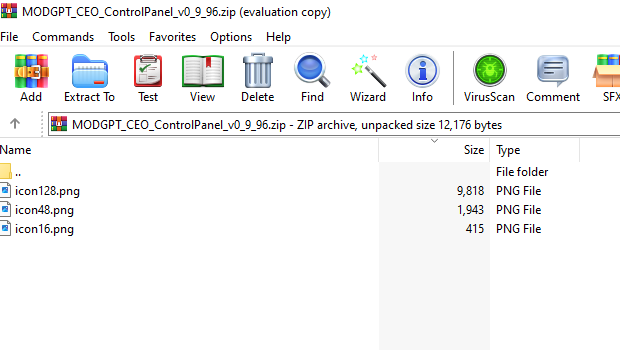 MODGPT_CEO_ControlPanel_v0_9_96.zip (evaluation copy)
File Commands Tools Favorites Options Help
Add Extract To Test View Delete Find Wizard Info VirusScan Comment SFX
MODGPT_CEO_ControlPanel_v0_9_96.zip - ZIP archive, unpacked size 12,176 bytes
Name Size Type
.. File folder
icon128.png 9,818 PNG File
icon48.png 1,943 PNG File
icon16.png 415 PNG File